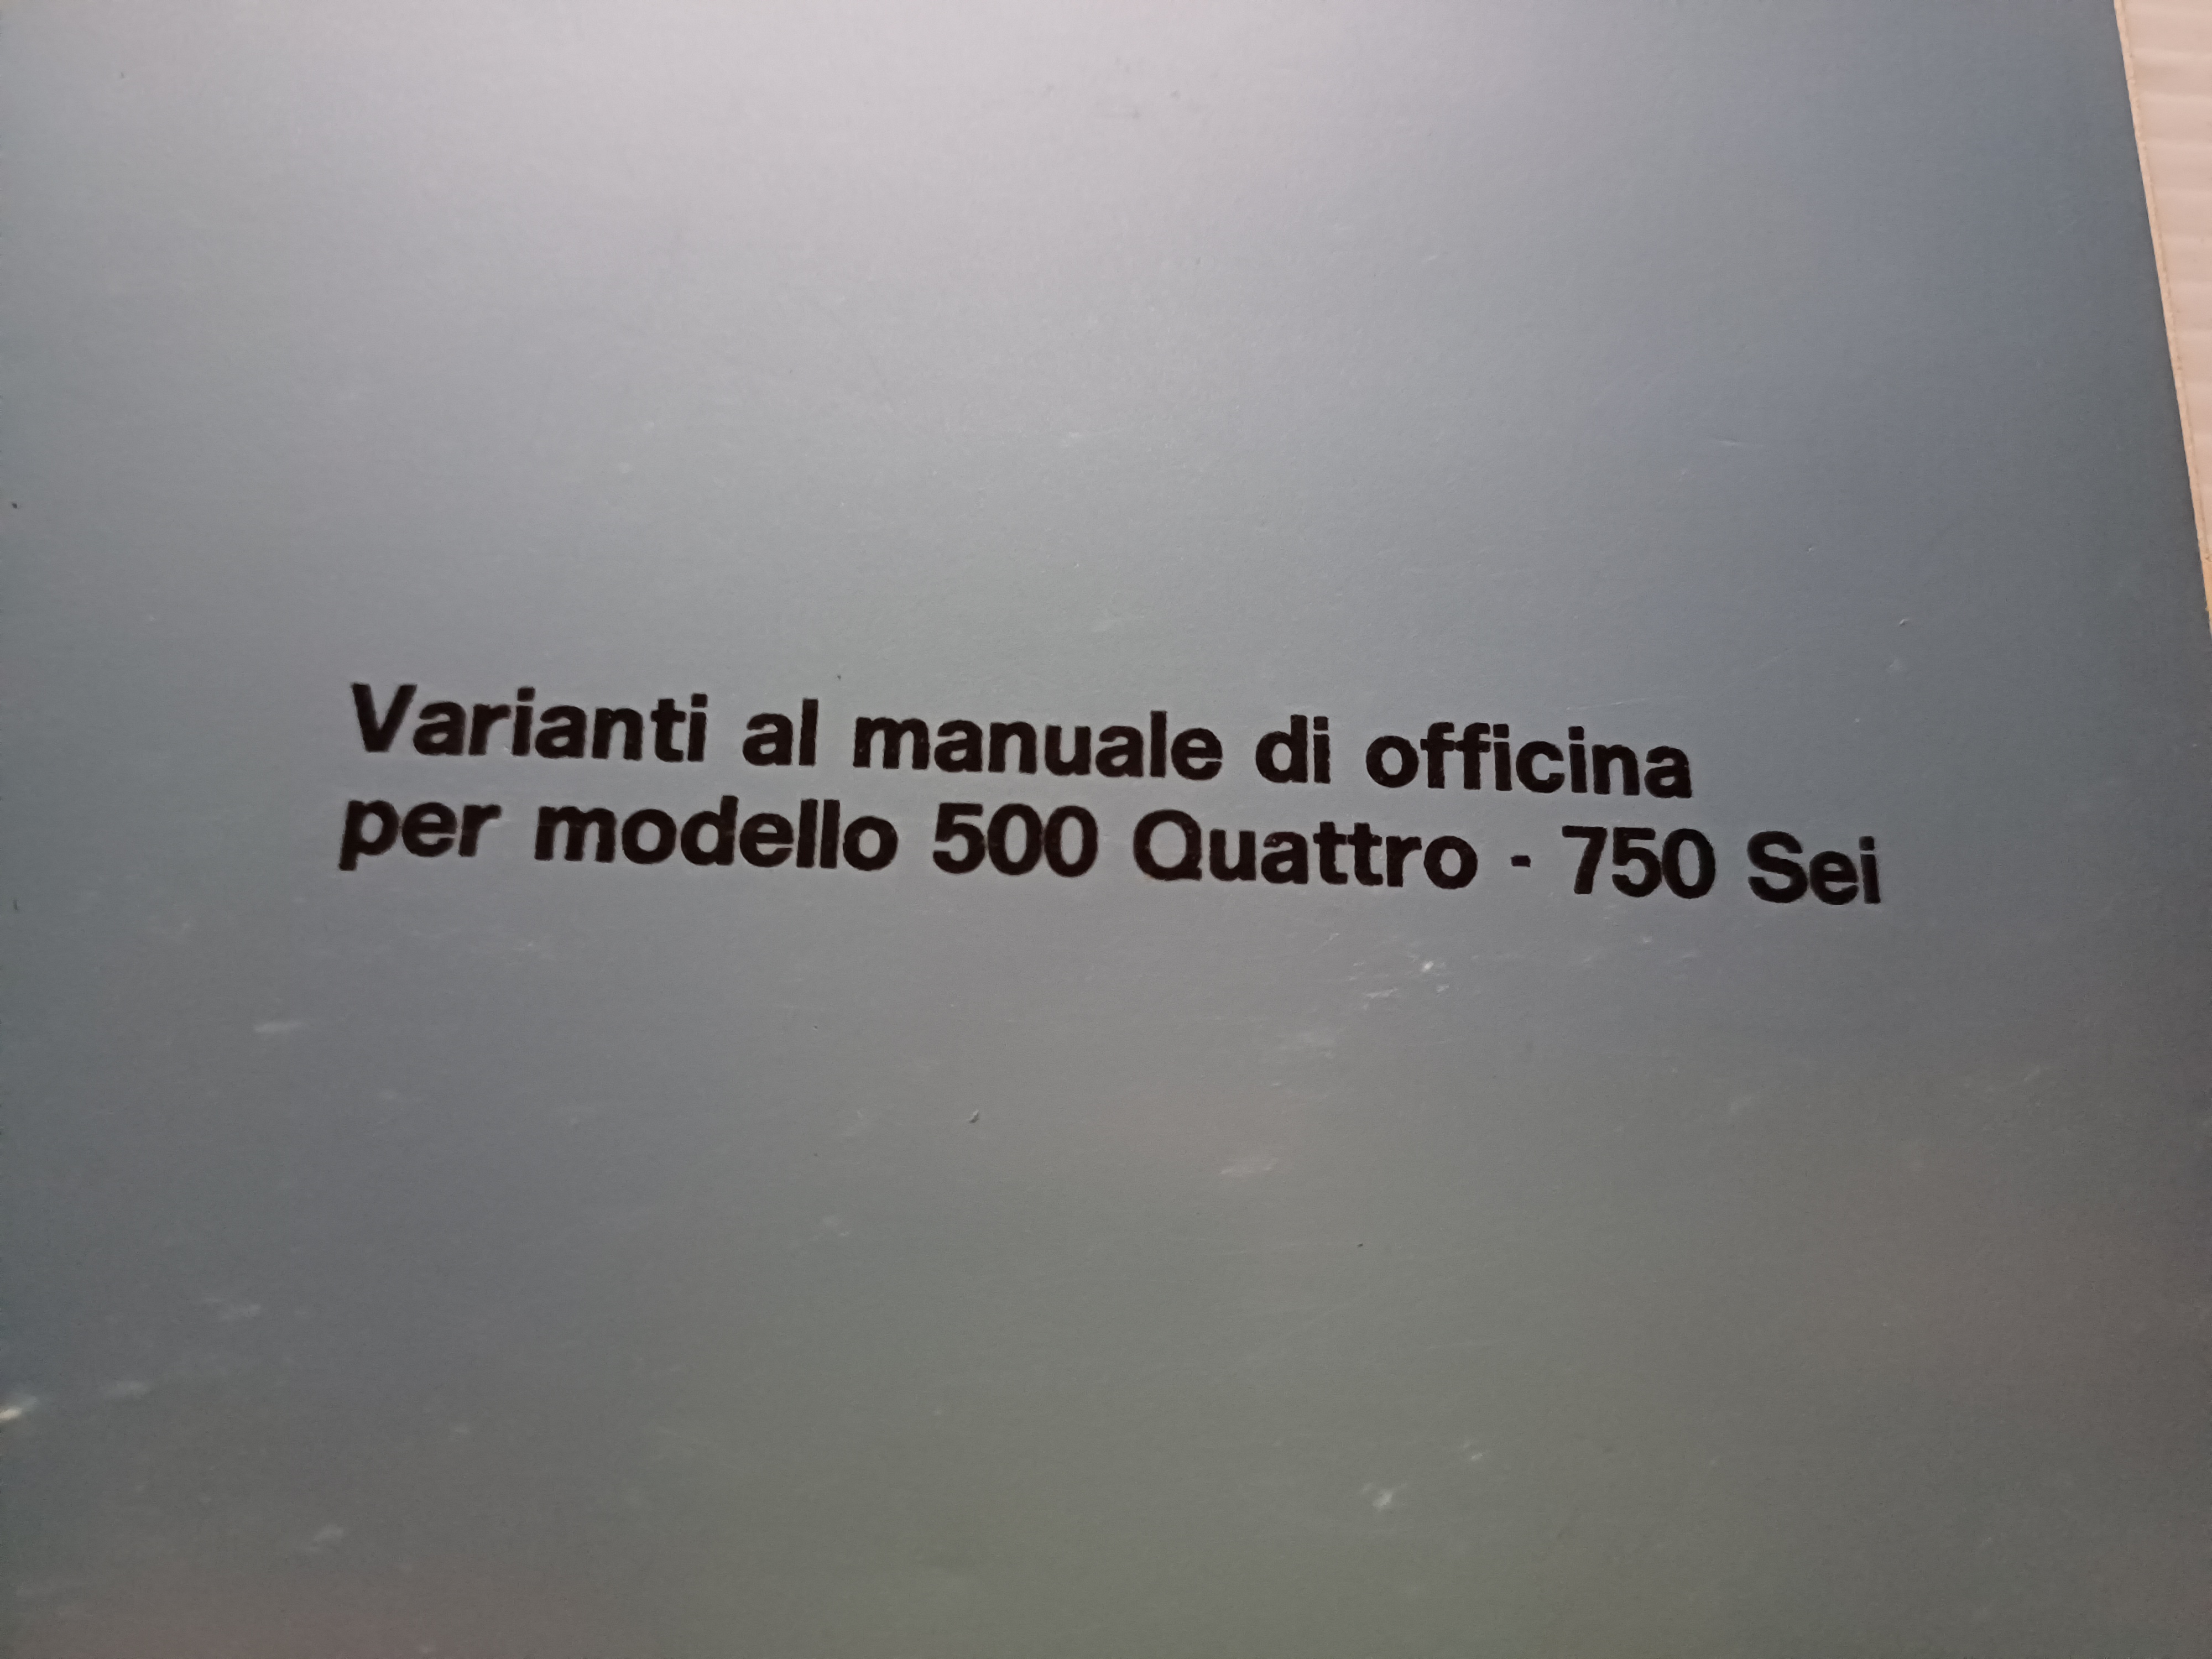 Varianti al manuale di officina
per modello 500 Quattro - 750 Sei